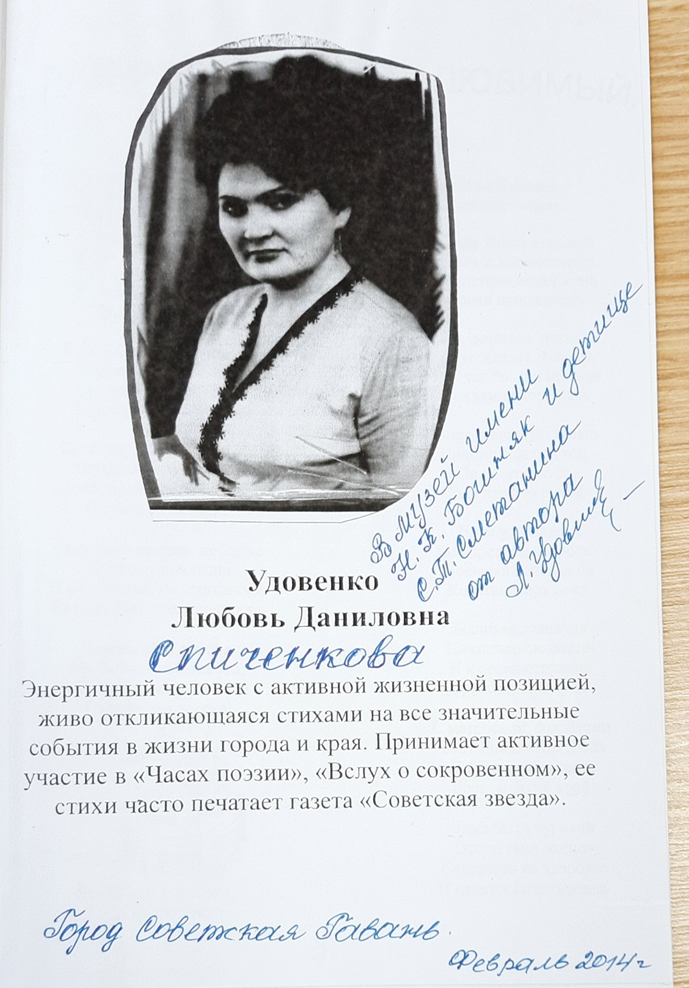 В музей имени
Н. К. Бошняк и детище
С. Т. Сметанина
от автора
Л. Удовенко
Удовенко
Любовь Даниловна
Спиченкова
Энергичный человек с активной жизненной позицией,
живо откликающаяся стихами на все значительные
события в жизни города и края. Принимает активное
участие в «Часах поэзии», «Вслух о сокровенном», ее
стихи часто печатает газета «Советская звезда».
Город Советская Гавань.
Февраль 2014 г